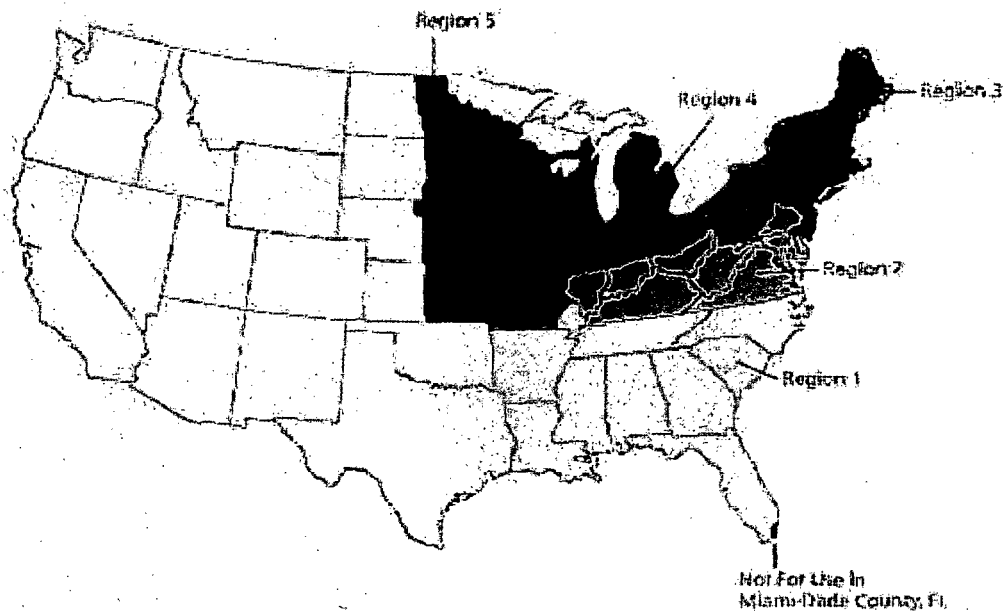 Region 5
Region 4
Region 3
Region 2
Region 1
Not For Use In
Miami-Dade County, FL